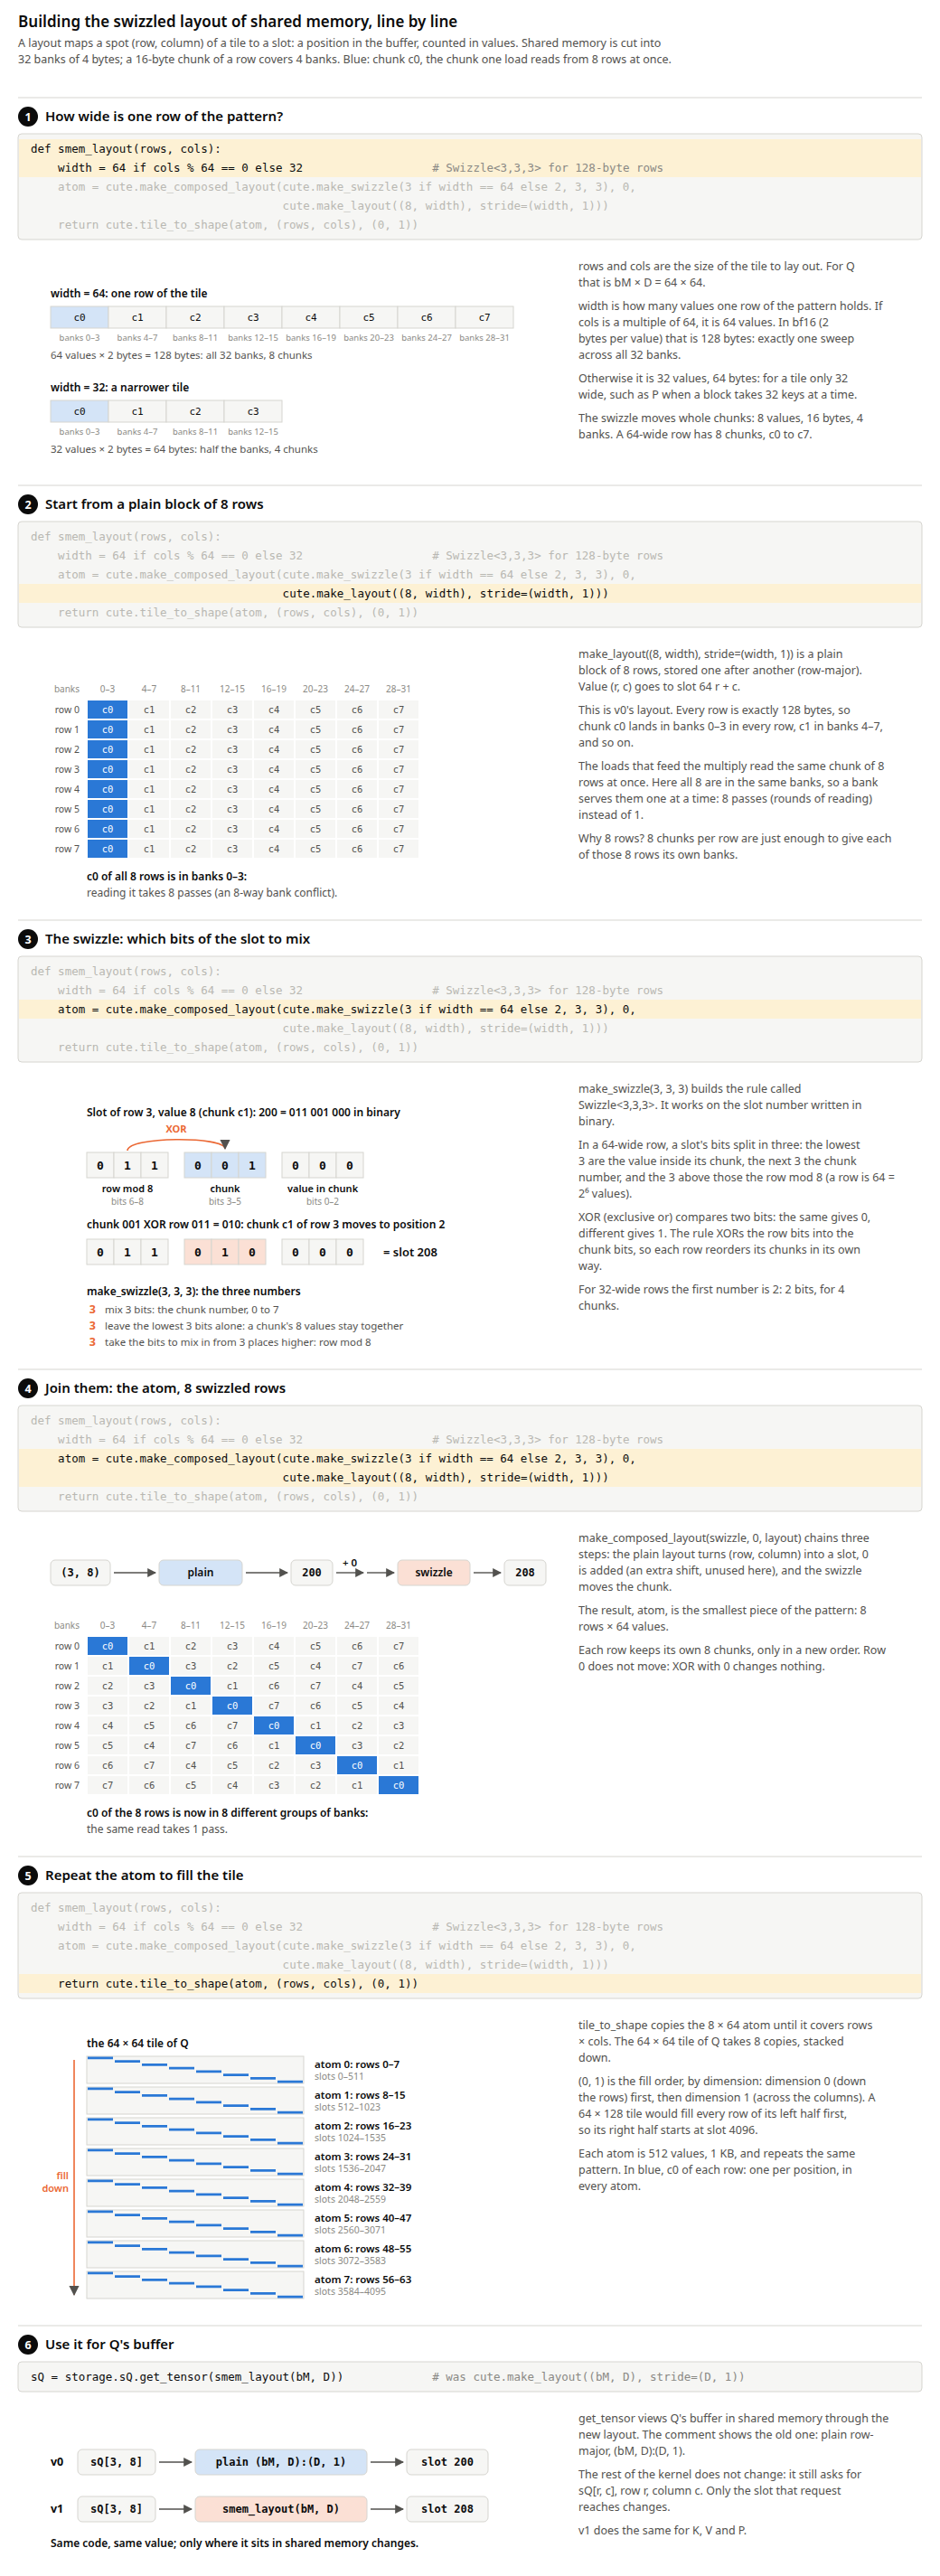 Building the swizzled layout of shared memory, line by line
A layout maps a spot (row, column) of a tile to a slot: a position in the buffer, counted in values. Shared memory is cut into
32 banks of 4 bytes; a 16-byte chunk of a row covers 4 banks. Blue: chunk c0, the chunk one load reads from 8 rows at once.
1 How wide is one row of the pattern?
def smem_layout(rows, cols):
width = 64 if cols % 64 == 0 else 32 # Swizzle<3,3,3> for 128-byte rows
atom = cute.make_composed_layout(cute.make_swizzle(3 if width == 64 else 2, 3, 3), 0,
cute.make_layout((8, width), stride=(width, 1)))
return cute.tile_to_shape(atom, (rows, cols), (0, 1))
width = 64: one row of the tile
c0 c1 c2 c3 c4 c5 c6 c7
banks 0–3 banks 4–7 banks 8–11 banks 12–15 banks 16–19 banks 20–23 banks 24–27 banks 28–31
64 values × 2 bytes = 128 bytes: all 32 banks, 8 chunks
width = 32: a narrower tile
c0 c1 c2 c3
banks 0–3 banks 4–7 banks 8–11 banks 12–15
32 values × 2 bytes = 64 bytes: half the banks, 4 chunks
rows and cols are the size of the tile to lay out. For Q
that is bM × D = 64 × 64.
width is how many values one row of the pattern holds. If
cols is a multiple of 64, it is 64 values. In bf16 (2
bytes per value) that is 128 bytes: exactly one sweep
across all 32 banks.
Otherwise it is 32 values, 64 bytes: for a tile only 32
wide, such as P when a block takes 32 keys at a time.
The swizzle moves whole chunks: 8 values, 16 bytes, 4
banks. A 64-wide row has 8 chunks, c0 to c7.
2 Start from a plain block of 8 rows
def smem_layout(rows, cols):
width = 64 if cols % 64 == 0 else 32 # Swizzle<3,3,3> for 128-byte rows
atom = cute.make_composed_layout(cute.make_swizzle(3 if width == 64 else 2, 3, 3), 0,
cute.make_layout((8, width), stride=(width, 1)))
return cute.tile_to_shape(atom, (rows, cols), (0, 1))
banks 0–3 4–7 8–11 12–15 16–19 20–23 24–27 28–31
row 0 c0 c1 c2 c3 c4 c5 c6 c7
row 1 c0 c1 c2 c3 c4 c5 c6 c7
row 2 c0 c1 c2 c3 c4 c5 c6 c7
row 3 c0 c1 c2 c3 c4 c5 c6 c7
row 4 c0 c1 c2 c3 c4 c5 c6 c7
row 5 c0 c1 c2 c3 c4 c5 c6 c7
row 6 c0 c1 c2 c3 c4 c5 c6 c7
row 7 c0 c1 c2 c3 c4 c5 c6 c7
c0 of all 8 rows is in banks 0–3:
reading it takes 8 passes (an 8-way bank conflict).
make_layout((8, width), stride=(width, 1)) is a plain
block of 8 rows, stored one after another (row-major).
Value (r, c) goes to slot 64 r + c.
This is v0's layout. Every row is exactly 128 bytes, so
chunk c0 lands in banks 0–3 in every row, c1 in banks 4–7,
and so on.
The loads that feed the multiply read the same chunk of 8
rows at once. Here all 8 are in the same banks, so a bank
serves them one at a time: 8 passes (rounds of reading)
instead of 1.
Why 8 rows? 8 chunks per row are just enough to give each
of those 8 rows its own banks.
3 The swizzle: which bits of the slot to mix
def smem_layout(rows, cols):
width = 64 if cols % 64 == 0 else 32 # Swizzle<3,3,3> for 128-byte rows
atom = cute.make_composed_layout(cute.make_swizzle(3 if width == 64 else 2, 3, 3), 0,
cute.make_layout((8, width), stride=(width, 1)))
return cute.tile_to_shape(atom, (rows, cols), (0, 1))
Slot of row 3, value 8 (chunk c1): 200 = 011 001 000 in binary
XOR
0 1 1 0 0 1 0 0 0
row mod 8 chunk value in chunk
bits 6–8 bits 3–5 bits 0–2
chunk 001 XOR row 011 = 010: chunk c1 of row 3 moves to position 2
0 1 1 0 1 0 0 0 0 = slot 208
make_swizzle(3, 3, 3): the three numbers
3 mix 3 bits: the chunk number, 0 to 7
3 leave the lowest 3 bits alone: a chunk's 8 values stay together
3 take the bits to mix in from 3 places higher: row mod 8
make_swizzle(3, 3, 3) builds the rule called
Swizzle<3,3,3>. It works on the slot number written in
binary.
In a 64-wide row, a slot's bits split in three: the lowest
3 are the value inside its chunk, the next 3 the chunk
number, and the 3 above those the row mod 8 (a row is 64 =
2⁶ values).
XOR (exclusive or) compares two bits: the same gives 0,
different gives 1. The rule XORs the row bits into the
chunk bits, so each row reorders its chunks in its own
way.
For 32-wide rows the first number is 2: 2 bits, for 4
chunks.
4 Join them: the atom, 8 swizzled rows
def smem_layout(rows, cols):
width = 64 if cols % 64 == 0 else 32 # Swizzle<3,3,3> for 128-byte rows
atom = cute.make_composed_layout(cute.make_swizzle(3 if width == 64 else 2, 3, 3), 0,
cute.make_layout((8, width), stride=(width, 1)))
return cute.tile_to_shape(atom, (rows, cols), (0, 1))
(3, 8) plain 200 + 0 swizzle 208
banks 0–3 4–7 8–11 12–15 16–19 20–23 24–27 28–31
row 0 c0 c1 c2 c3 c4 c5 c6 c7
row 1 c1 c0 c3 c2 c5 c4 c7 c6
row 2 c2 c3 c0 c1 c6 c7 c4 c5
row 3 c3 c2 c1 c0 c7 c6 c5 c4
row 4 c4 c5 c6 c7 c0 c1 c2 c3
row 5 c5 c4 c7 c6 c1 c0 c3 c2
row 6 c6 c7 c4 c5 c2 c3 c0 c1
row 7 c7 c6 c5 c4 c3 c2 c1 c0
c0 of the 8 rows is now in 8 different groups of banks:
the same read takes 1 pass.
make_composed_layout(swizzle, 0, layout) chains three
steps: the plain layout turns (row, column) into a slot, 0
is added (an extra shift, unused here), and the swizzle
moves the chunk.
The result, atom, is the smallest piece of the pattern: 8
rows × 64 values.
Each row keeps its own 8 chunks, only in a new order. Row
0 does not move: XOR with 0 changes nothing.
5 Repeat the atom to fill the tile
def smem_layout(rows, cols):
width = 64 if cols % 64 == 0 else 32 # Swizzle<3,3,3> for 128-byte rows
atom = cute.make_composed_layout(cute.make_swizzle(3 if width == 64 else 2, 3, 3), 0,
cute.make_layout((8, width), stride=(width, 1)))
return cute.tile_to_shape(atom, (rows, cols), (0, 1))
the 64 × 64 tile of Q
fill
down
atom 0: rows 0–7
slots 0–511
atom 1: rows 8–15
slots 512–1023
atom 2: rows 16–23
slots 1024–1535
atom 3: rows 24–31
slots 1536–2047
atom 4: rows 32–39
slots 2048–2559
atom 5: rows 40–47
slots 2560–3071
atom 6: rows 48–55
slots 3072–3583
atom 7: rows 56–63
slots 3584–4095
tile_to_shape copies the 8 × 64 atom until it covers rows
× cols. The 64 × 64 tile of Q takes 8 copies, stacked
down.
(0, 1) is the fill order, by dimension: dimension 0 (down
the rows) first, then dimension 1 (across the columns). A
64 × 128 tile would fill every row of its left half first,
so its right half starts at slot 4096.
Each atom is 512 values, 1 KB, and repeats the same
pattern. In blue, c0 of each row: one per position, in
every atom.
6 Use it for Q's buffer
sQ = storage.sQ.get_tensor(smem_layout(bM, D)) # was cute.make_layout((bM, D), stride=(D, 1))
v0 sQ[3, 8] plain (bM, D):(D, 1) slot 200
v1 sQ[3, 8] smem_layout(bM, D) slot 208
Same code, same value; only where it sits in shared memory changes.
get_tensor views Q's buffer in shared memory through the
new layout. The comment shows the old one: plain row-
major, (bM, D):(D, 1).
The rest of the kernel does not change: it still asks for
sQ[r, c], row r, column c. Only the slot that request
reaches changes.
v1 does the same for K, V and P.